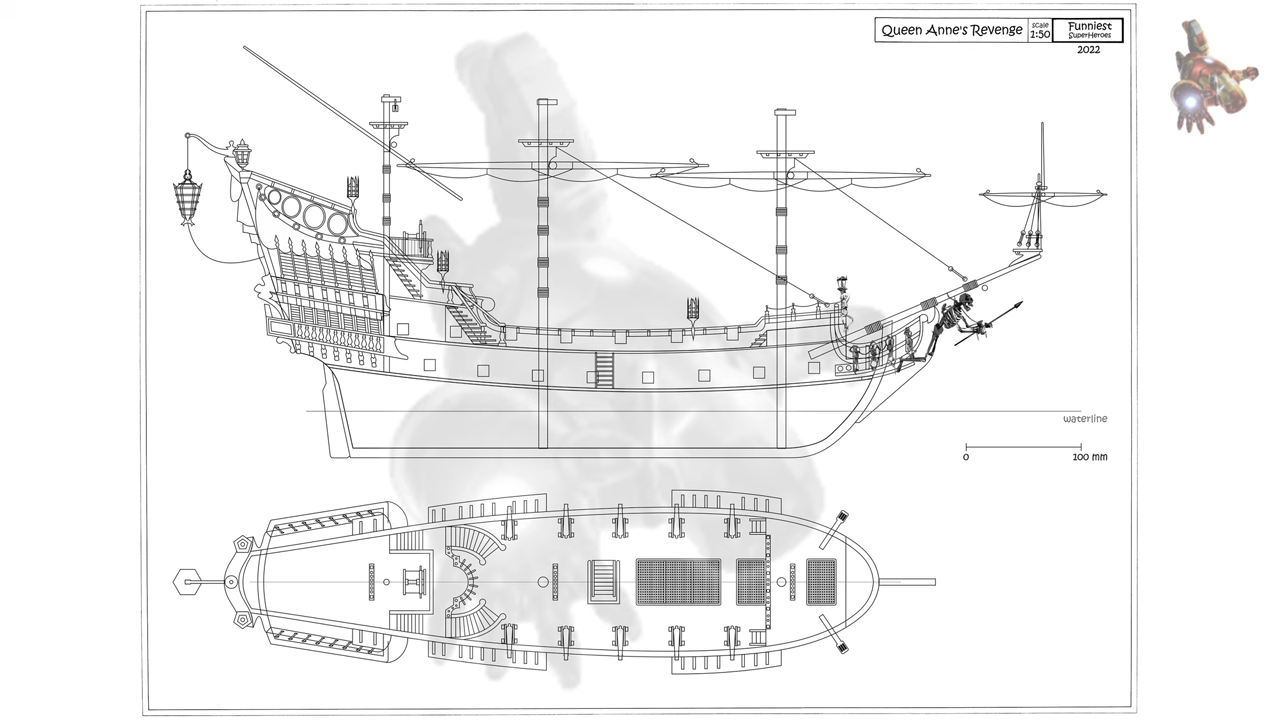 Queen Anne's Revenge
scale
1:50
Funniest
SuperHeroes
2022
waterline
0 100 mm